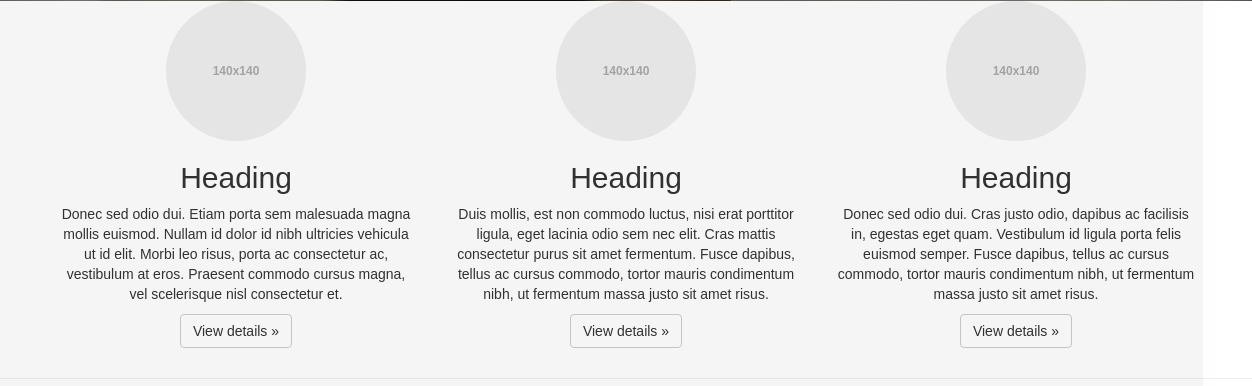 140x140
140x140
140x140
Heading
Donec sed odio dui. Etiam porta sem malesuada magna
mollis euismod. Nullam id dolor id nibh ultricies vehicula
ut id elit. Morbi leo risus, porta ac consectetur ac,
vestibulum at eros. Praesent commodo cursus magna,
vel scelerisque nisl consectetur et.
View details »
Heading
Duis mollis, est non commodo luctus, nisi erat porttitor
ligula, eget lacinia odio sem nec elit. Cras mattis
consectetur purus sit amet fermentum. Fusce dapibus,
tellus ac cursus commodo, tortor mauris condimentum
nibh, ut fermentum massa justo sit amet risus.
View details »
Heading
Donec sed odio dui. Cras justo odio, dapibus ac facilisis
in, egestas eget quam. Vestibulum id ligula porta felis
euismod semper. Fusce dapibus, tellus ac cursus
commodo, tortor mauris condimentum nibh, ut fermentum
massa justo sit amet risus.
View details »